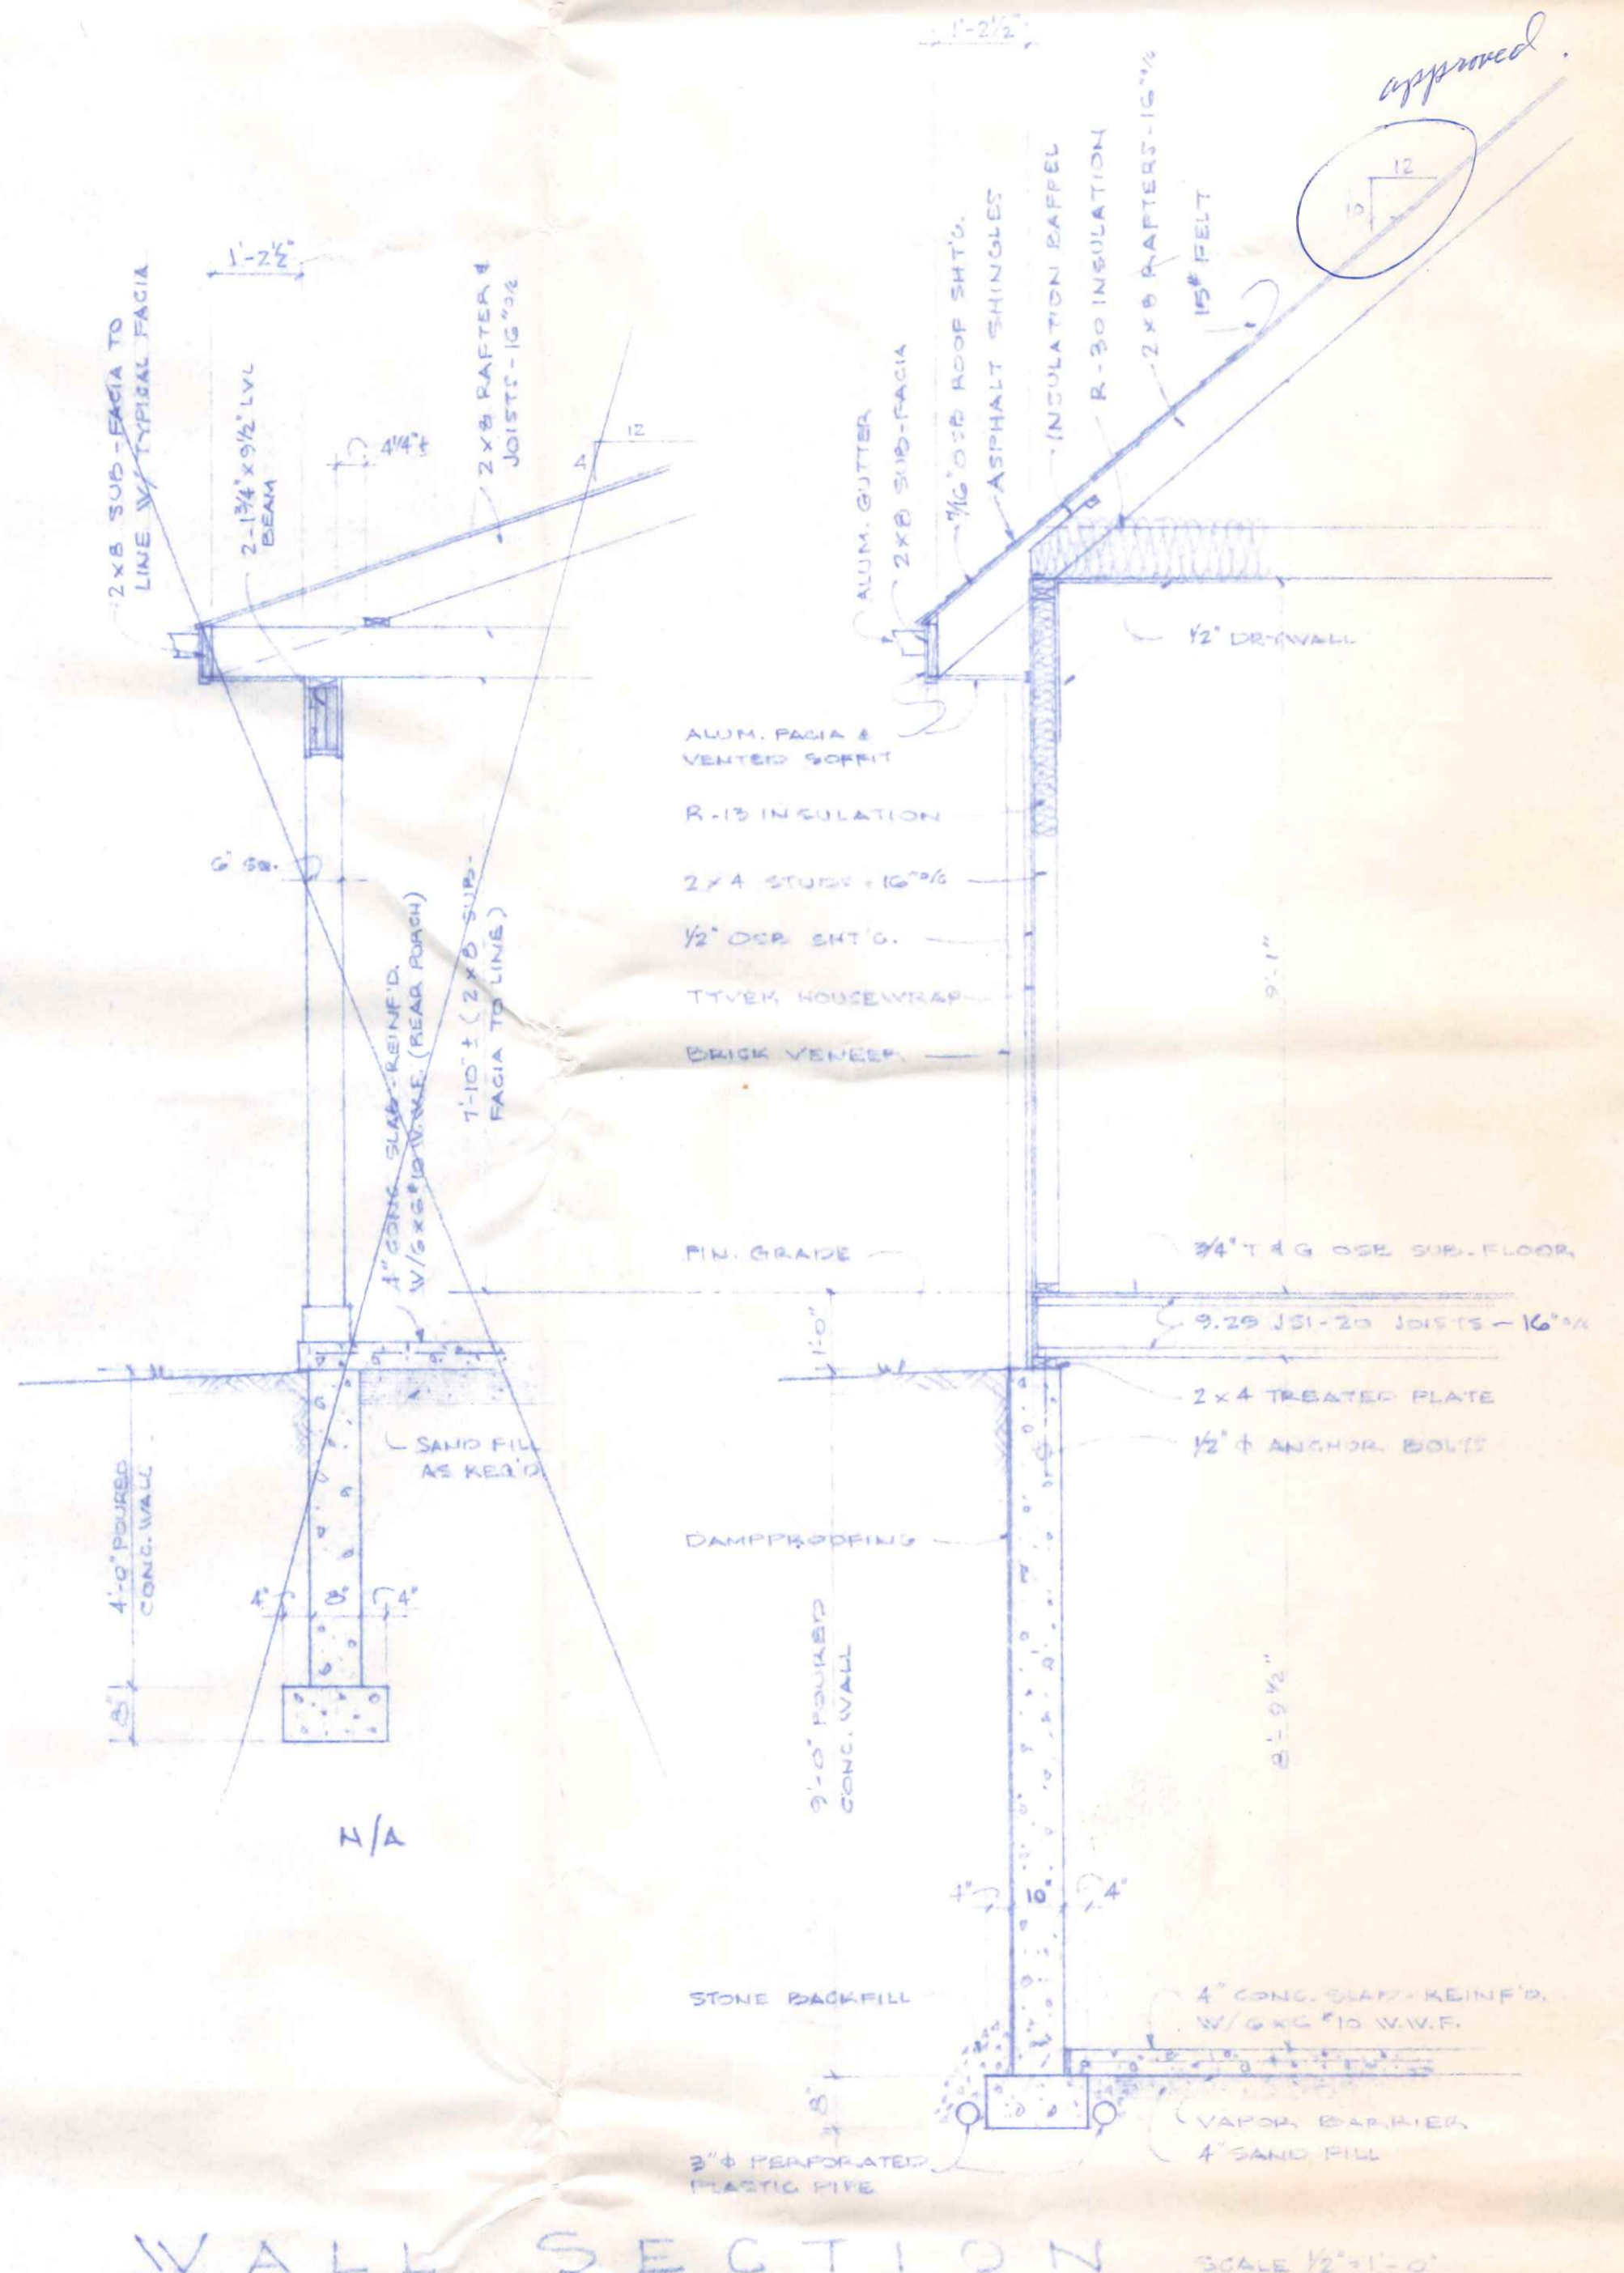 1'-2½"
approved.
12
1'-2½"
2x8 SUB-FACIA TO
LINE W/ TYPICAL FACIA
2-1¾"x9½" LVL
BEAM
2x8 RAFTER &
JOISTS-16"O/C
12
4
6" SQ.
4" CONC. SLAB-REINF'D.
W/6x6#10 W.W.F. (REAR PORCH)
7'-10"± (2x8 SUB-
FACIA TO LINE)
SAND FILL
AS REQ'D.
4'-0" POURED
CONC. WALL
4"
8"
4"
8"
N/A
ALUM. GUTTER
2x8 SUB-FACIA
7/16" OSB ROOF SHT'G.
ASPHALT SHINGLES
INSULATION BAFFEL
R-30 INSULATION
2x8 RAFTERS-16"O/C
15# FELT
½" DRYWALL
ALUM. FACIA &
VENTED SOFFIT
R-13 INSULATION
2x4 STUDS-16"O/C
½" OSB SHT'G.
TYVEK HOUSEWRAP
BRICK VENEER
9'-1"
FIN. GRADE
1'-0"
¾" T & G OSB SUB-FLOOR
9.25 JSI-20 JOISTS-16"O/C
2x4 TREATED PLATE
½" ϕ ANCHOR BOLTS
DAMPPROOFING
9'-0" POURED
CONC. WALL
8'-9½"
4"
4"
STONE BACKFILL
4" CONC. SLAB-REINF'D.
W/6x6#10 W.W.F.
8"
VAPOR BARRIER
4" SAND FILL
3"ϕ PERFORATED
PLASTIC PIPE
WALL SECTION
SCALE ½"=1'-0"